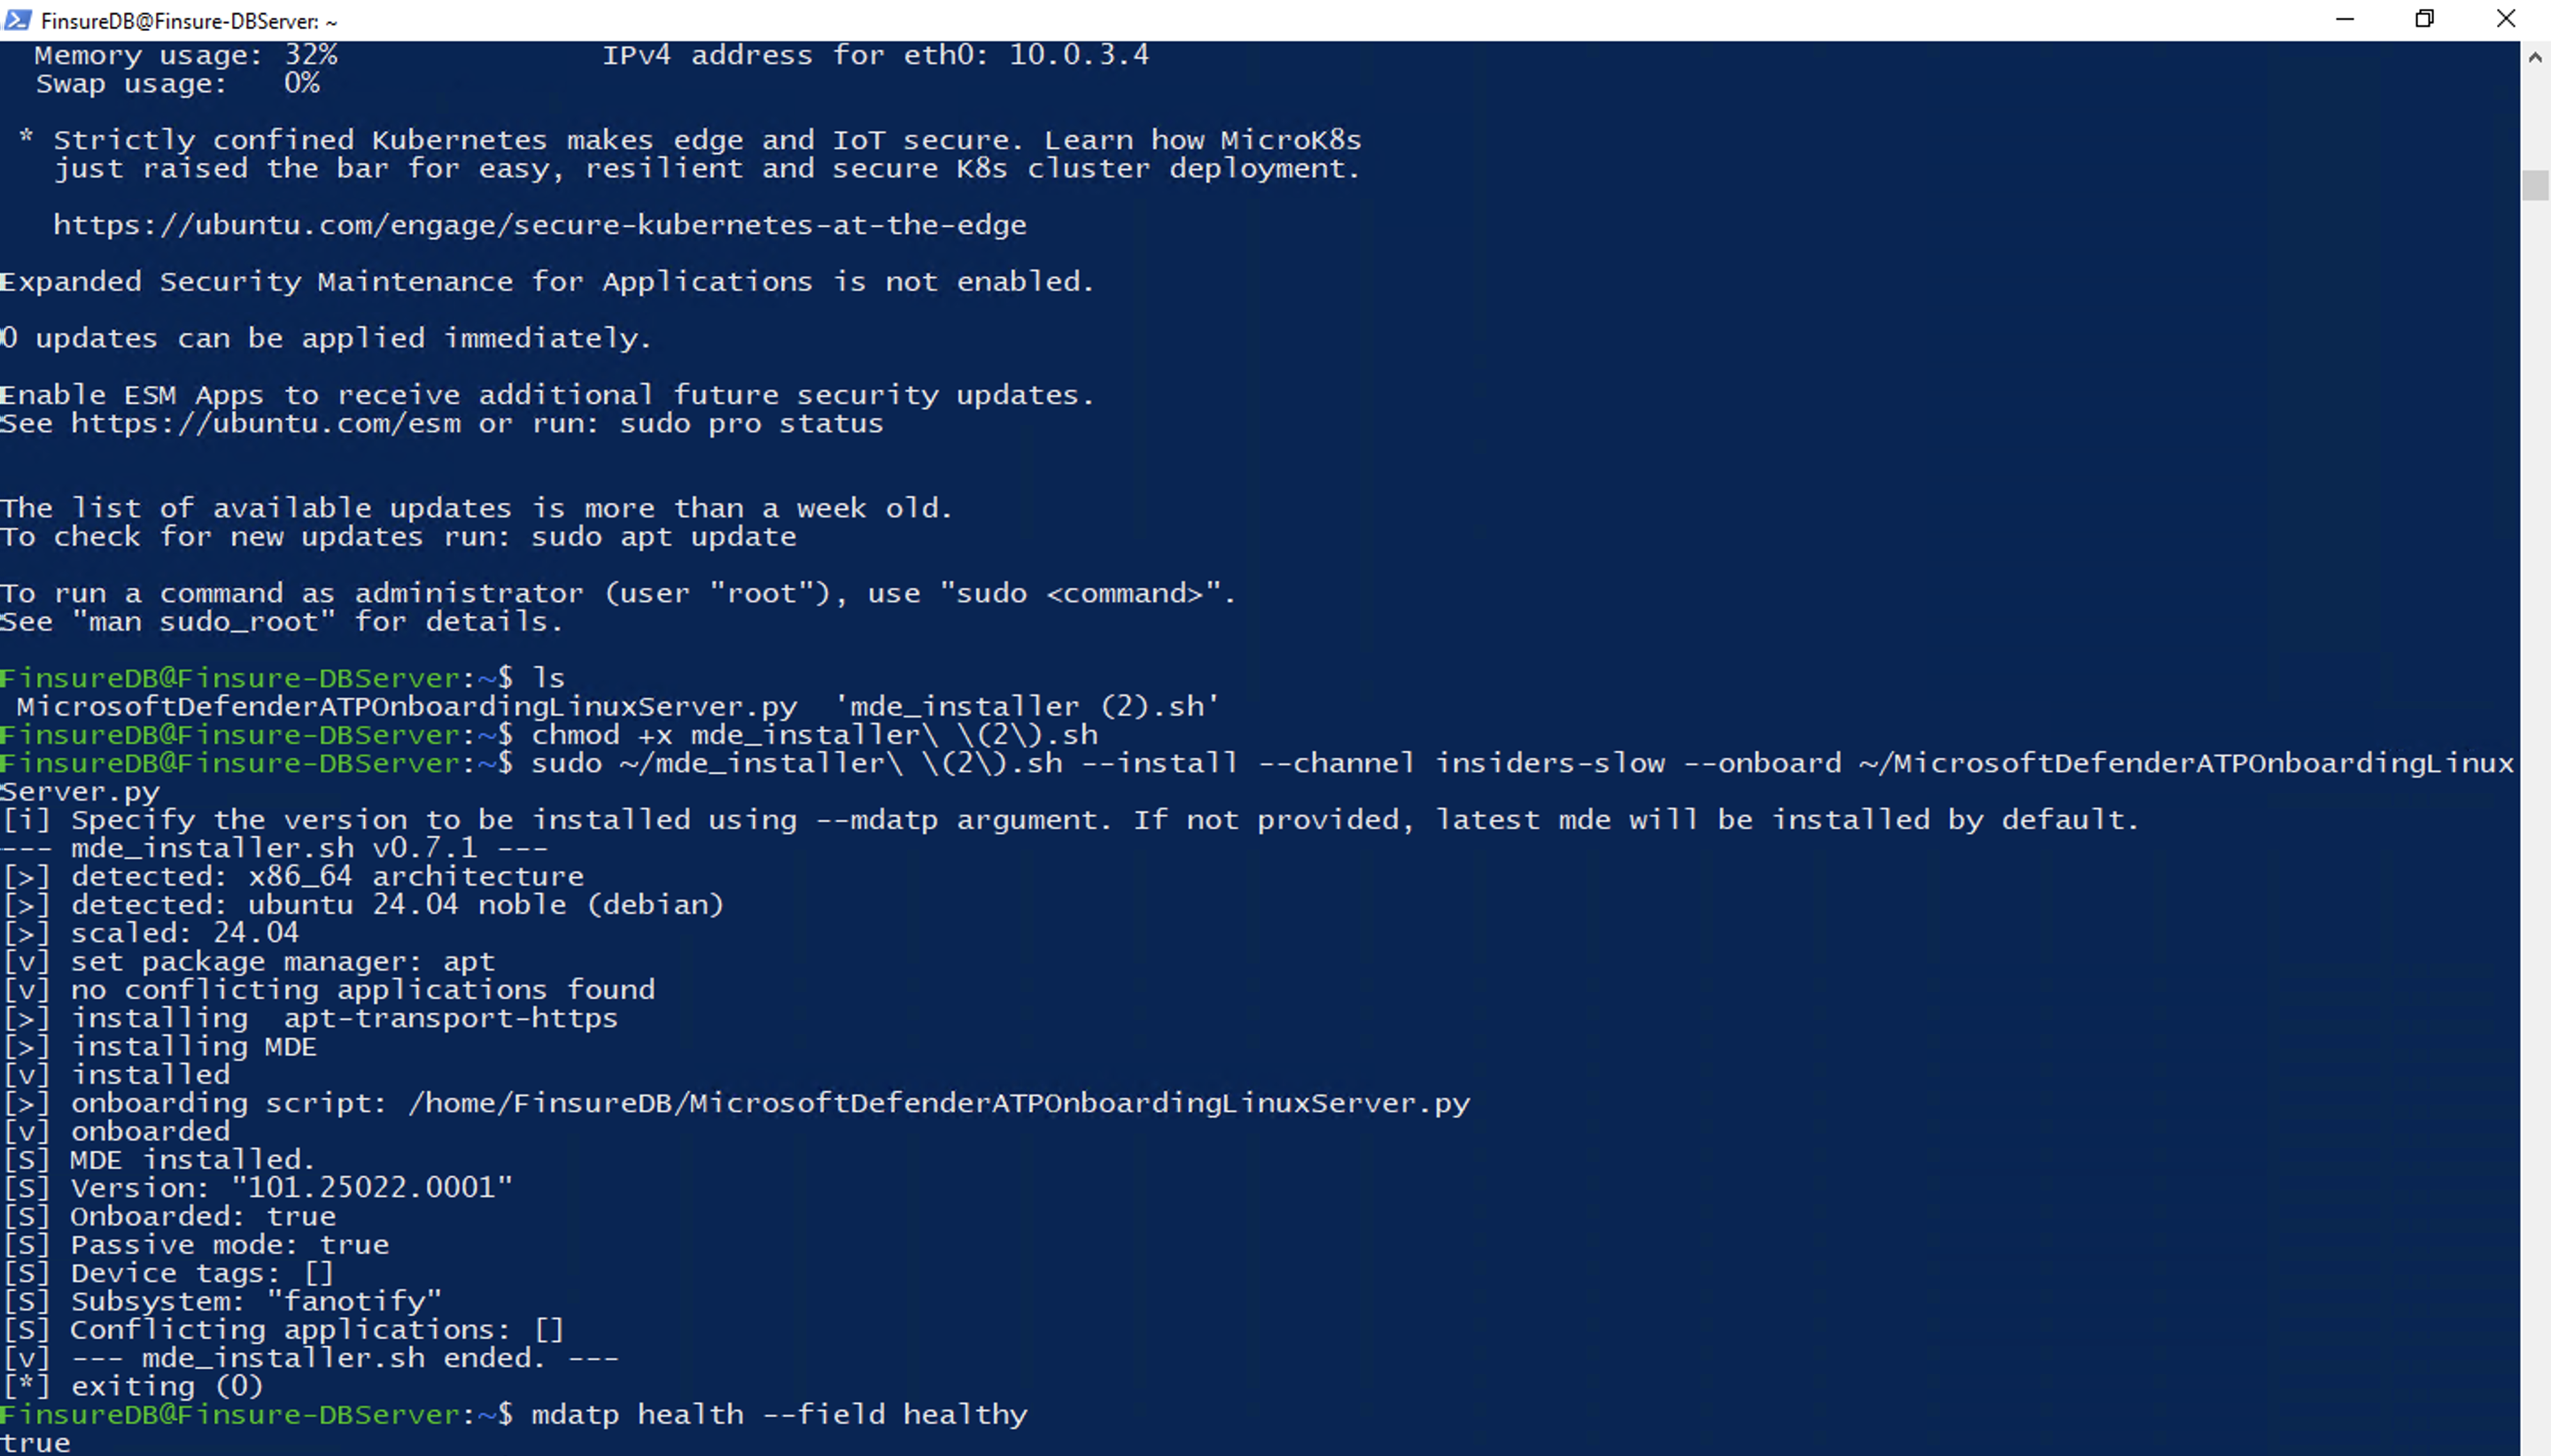 FinsureDB@Finsure-DBServer: ~
Memory usage: 32% IPv4 address for eth0: 10.0.3.4
Swap usage: 0%
* Strictly confined Kubernetes makes edge and IoT secure. Learn how MicroK8s
just raised the bar for easy, resilient and secure K8s cluster deployment.
https://ubuntu.com/engage/secure-kubernetes-at-the-edge
Expanded Security Maintenance for Applications is not enabled.
0 updates can be applied immediately.
Enable ESM Apps to receive additional future security updates.
See https://ubuntu.com/esm or run: sudo pro status
The list of available updates is more than a week old.
To check for new updates run: sudo apt update
To run a command as administrator (user "root"), use "sudo <command>".
See "man sudo_root" for details.
FinsureDB@Finsure-DBServer:~$ ls
MicrosoftDefenderATPOnboardingLinuxServer.py 'mde_installer (2).sh'
FinsureDB@Finsure-DBServer:~$ chmod +x mde_installer\ \(2\).sh
FinsureDB@Finsure-DBServer:~$ sudo ~/mde_installer\ \(2\).sh --install --channel insiders-slow --onboard ~/MicrosoftDefenderATPOnboardingLinux
Server.py
[i] Specify the version to be installed using --mdatp argument. If not provided, latest mde will be installed by default.
--- mde_installer.sh v0.7.1 ---
[>] detected: x86_64 architecture
[>] detected: ubuntu 24.04 noble (debian)
[>] scaled: 24.04
[v] set package manager: apt
[v] no conflicting applications found
[>] installing  apt-transport-https
[>] installing MDE
[v] installed
[>] onboarding script: /home/FinsureDB/MicrosoftDefenderATPOnboardingLinuxServer.py
[v] onboarded
[S] MDE installed.
[S] Version: "101.25022.0001"
[S] Onboarded: true
[S] Passive mode: true
[S] Device tags: []
[S] Subsystem: "fanotify"
[S] Conflicting applications: []
[v] --- mde_installer.sh ended. ---
[*] exiting (0)
FinsureDB@Finsure-DBServer:~$ mdatp health --field healthy
true